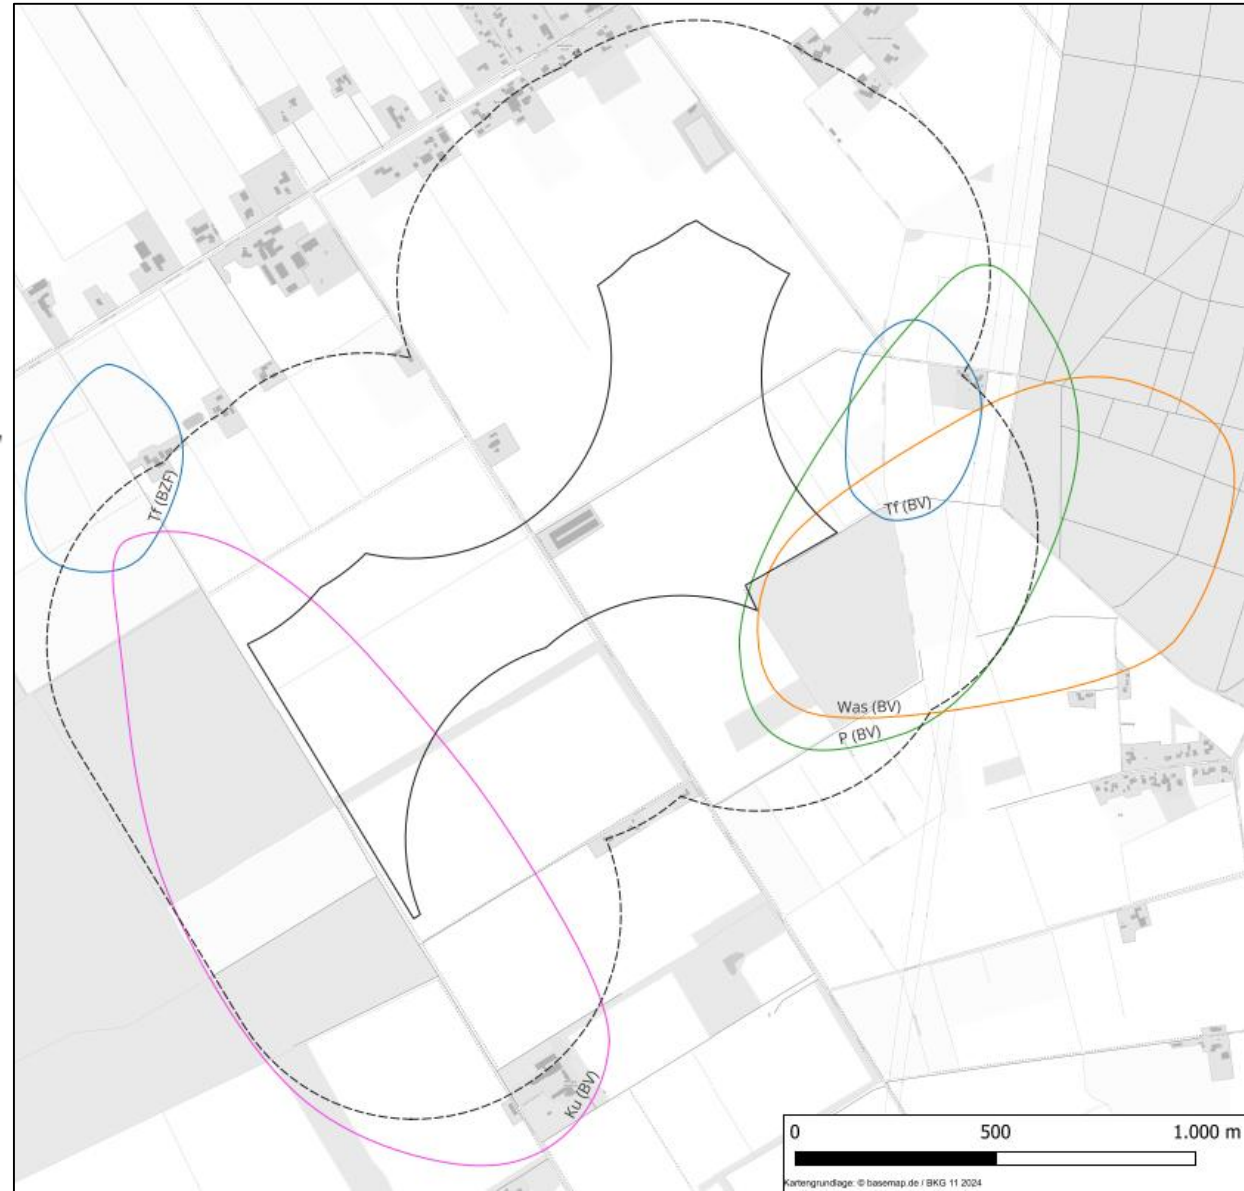 Tf (BZF)
Tf (BV)
Was (BV)
P (BV)
Ku (BV)
0 500 1.000 m
Kartengrundlage: © basemap.de / BKG 11 2024